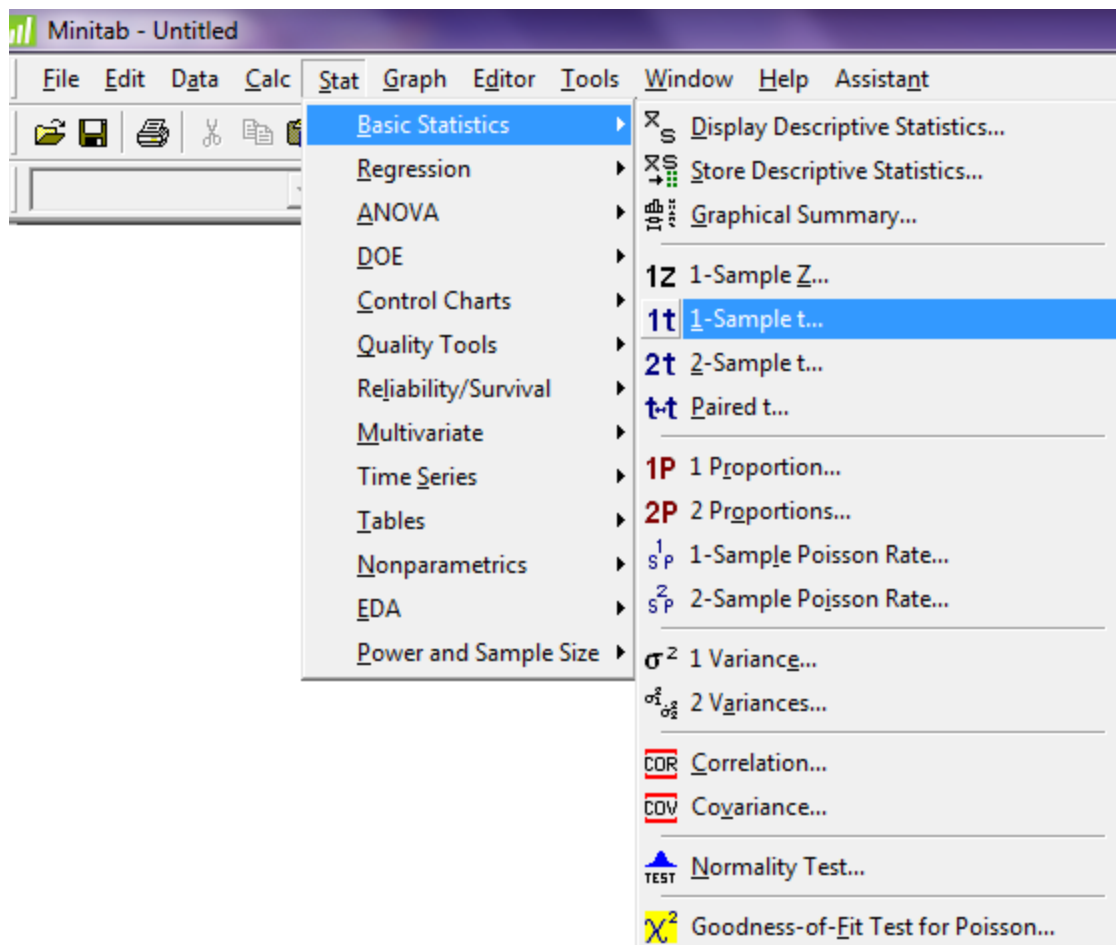 Minitab - Untitled
File Edit Data Calc Stat Graph Editor Tools Window Help Assistant
Basic Statistics
Regression
ANOVA
DOE
Control Charts
Quality Tools
Reliability/Survival
Multivariate
Time Series
Tables
Nonparametrics
EDA
Power and Sample Size
x̄ s Display Descriptive Statistics...
x̄ s Store Descriptive Statistics...
Graphical Summary...
1Z 1-Sample Z...
1t 1-Sample t...
2t 2-Sample t...
t-t Paired t...
1P 1 Proportion...
2P 2 Proportions...
S 1 P 1-Sample Poisson Rate...
S 2 P 2-Sample Poisson Rate...
σ² 1 Variance...
σ²₁ σ²₂ 2 Variances...
COR Correlation...
COV Covariance...
TEST Normality Test...
χ² Goodness-of-Fit Test for Poisson...